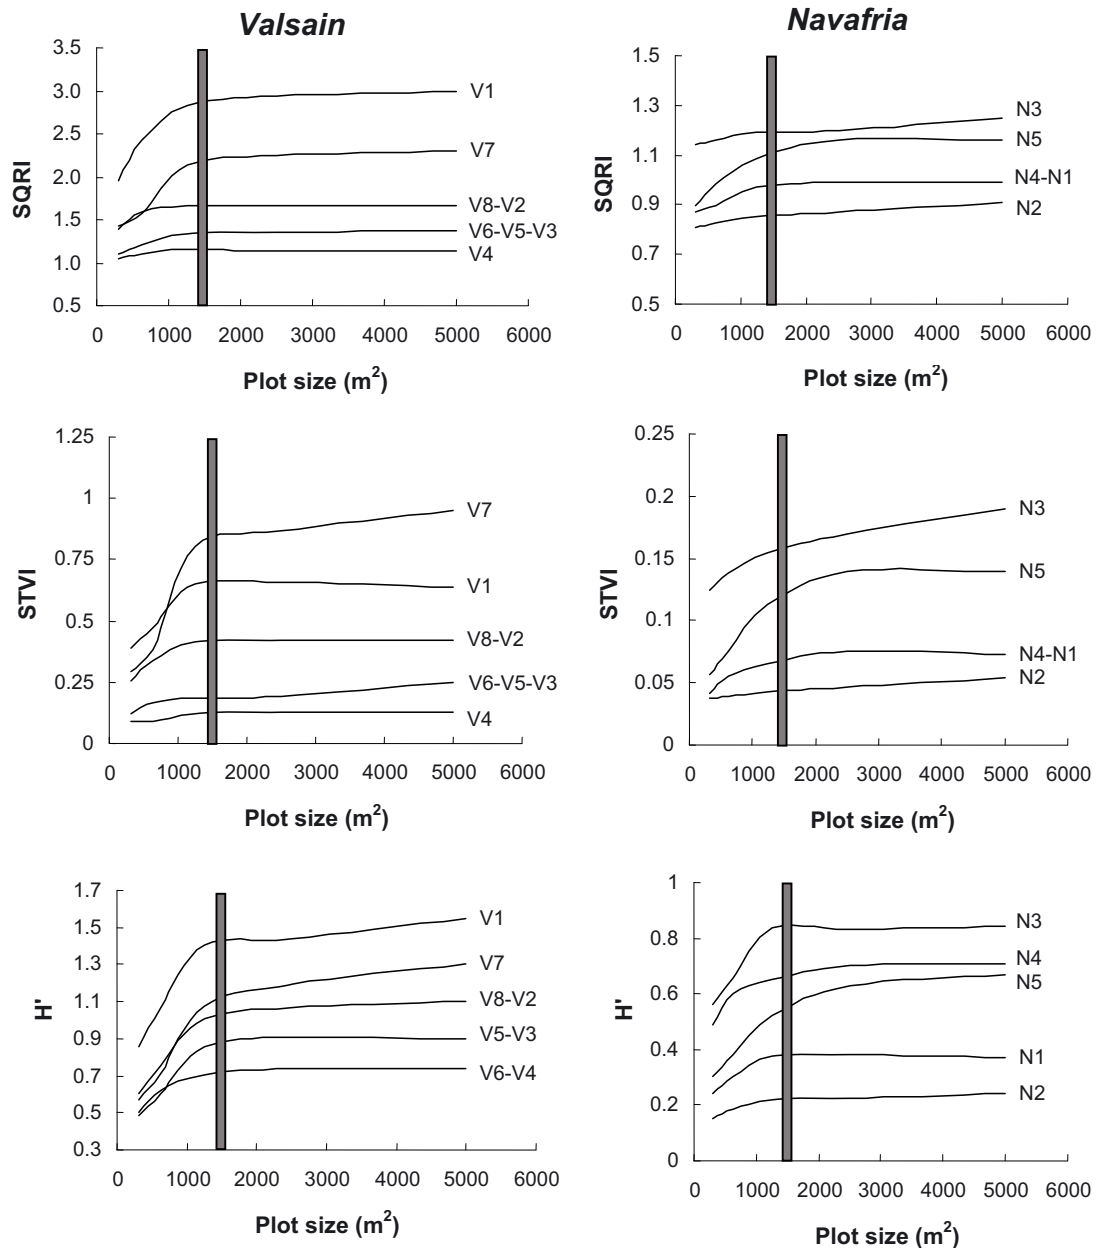 Valsain
Navafria
3.5
3.0
2.5
2.0
1.5
1.0
0.5
SQRI
V1
V7
V8-V2
V6-V5-V3
V4
0 1000 2000 3000 4000 5000 6000
Plot size (m²)
1.5
1.3
1.1
0.9
0.7
0.5
SQRI
N3
N5
N4-N1
N2
0 1000 2000 3000 4000 5000 6000
Plot size (m²)
1.25
1
0.75
0.5
0.25
0
STVI
V7
V1
V8-V2
V6-V5-V3
V4
0 1000 2000 3000 4000 5000 6000
Plot size (m²)
0.25
0.2
0.15
0.1
0.05
0
STVI
N3
N5
N4-N1
N2
0 1000 2000 3000 4000 5000 6000
Plot size (m²)
1.7
1.5
1.3
1.1
0.9
0.7
0.5
0.3
H'
V1
V7
V8-V2
V5-V3
V6-V4
0 1000 2000 3000 4000 5000 6000
Plot size (m²)
1
0.8
0.6
0.4
0.2
0
H'
N3
N4
N5
N1
N2
0 1000 2000 3000 4000 5000 6000
Plot size (m²)